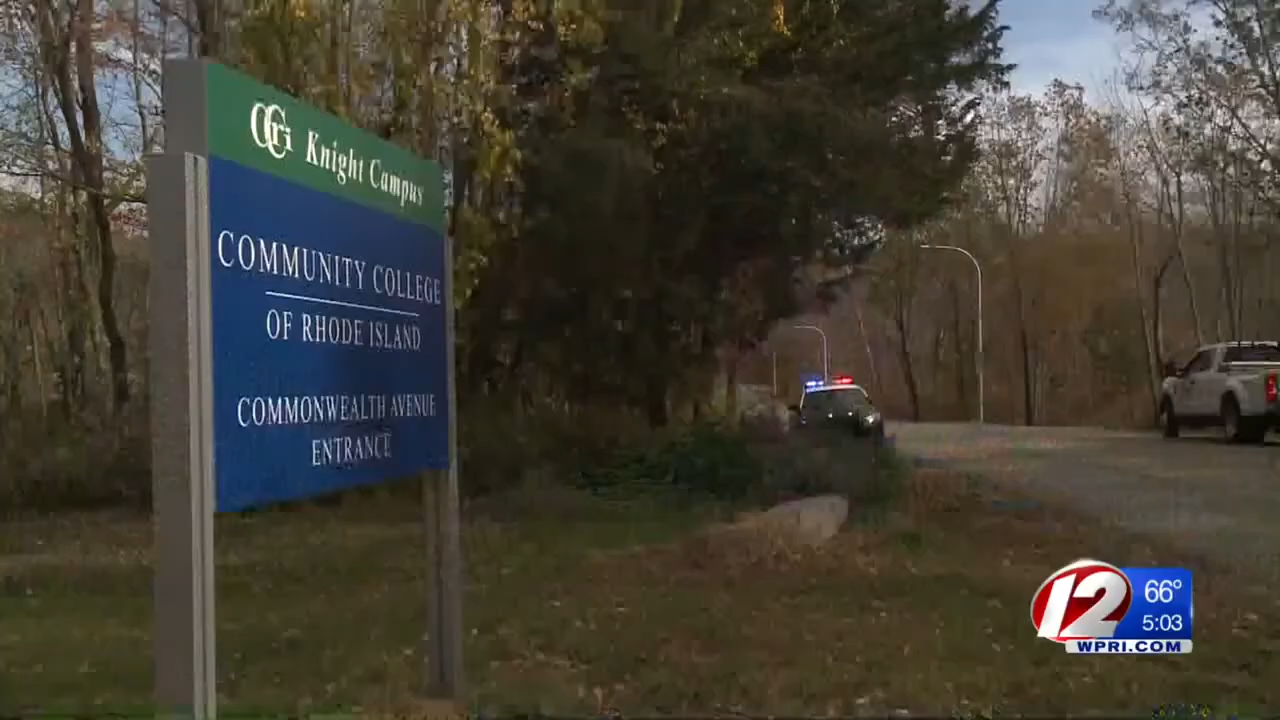 CCri Knight Campus
COMMUNITY COLLEGE
OF RHODE ISLAND
COMMONWEALTH AVENUE
ENTRANCE
12
66°
5:03
WPRI.COM